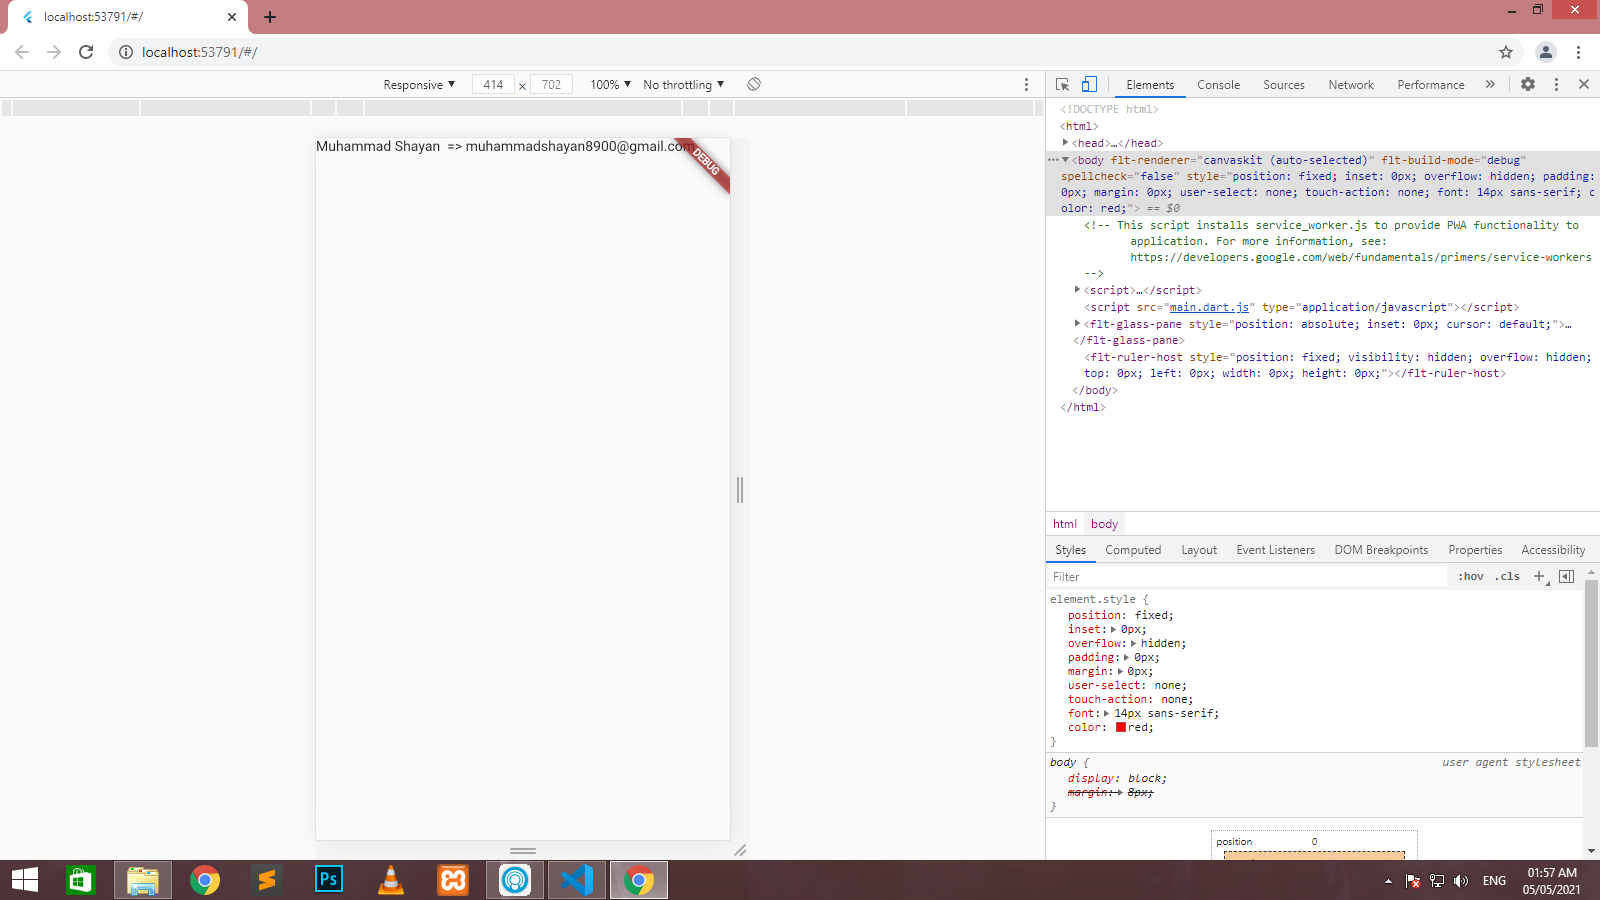 localhost:53791/#/
localhost:53791/#/
Responsive ▼ 414 × 702 100% ▼ No throttling ▼
Elements Console Sources Network Performance »
Muhammad Shayan => muhammadshayan8900@gmail.com
DEBUG
<!DOCTYPE html>
<html>
<head>…</head>
<body flt-renderer="canvaskit (auto-selected)" flt-build-mode="debug"
spellcheck="false" style="position: fixed; inset: 0px; overflow: hidden; padding:
0px; margin: 0px; user-select: none; touch-action: none; font: 14px sans-serif; c
olor: red;"> == $0
<!-- This script installs service_worker.js to provide PWA functionality to
application. For more information, see:
https://developers.google.com/web/fundamentals/primers/service-workers
-->
<script>…</script>
<script src="main.dart.js" type="application/javascript"></script>
<flt-glass-pane style="position: absolute; inset: 0px; cursor: default;">…
</flt-glass-pane>
<flt-ruler-host style="position: fixed; visibility: hidden; overflow: hidden;
top: 0px; left: 0px; width: 0px; height: 0px;"></flt-ruler-host>
</body>
</html>
html body
Styles Computed Layout Event Listeners DOM Breakpoints Properties Accessibility
Filter :hov .cls +
element.style {
position: fixed;
inset: 0px;
overflow: hidden;
padding: 0px;
margin: 0px;
user-select: none;
touch-action: none;
font: 14px sans-serif;
color: red;
}
body { user agent stylesheet
display: block;
margin: 8px;
}
position 0
Ps
ENG
01:57 AM
05/05/2021